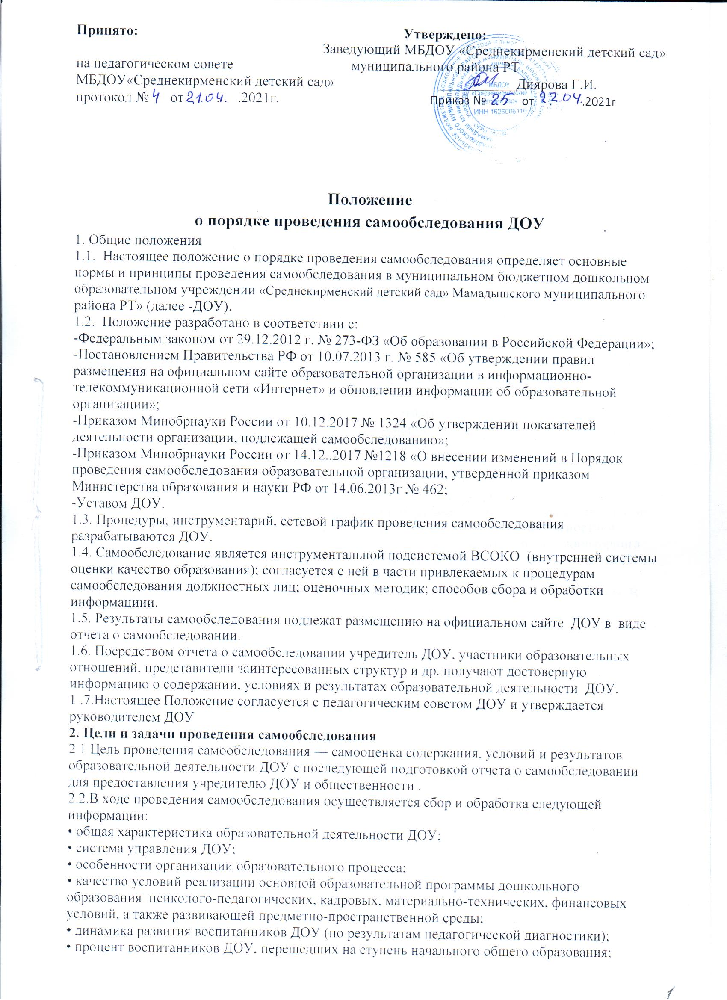 Принято:
Утверждено:
Заведующий МБДОУ «Среднекирменский детский сад»
на педагогическом совете
муниципального района РТ
МБДОУ«Среднекирменский детский сад»
Диярова Г.И.
протокол № 4 от 21.04. .2021г.
Приказ № 25 от 22.04..2021г
МБДОУ
«Среднекирменский
детский сад»
ИНН 1626005110
Положение
о порядке проведения самообследования ДОУ
1. Общие положения
1.1. Настоящее положение о порядке проведения самообследования определяет основные
нормы и принципы проведения самообследования в муниципальном бюджетном дошкольном
образовательном учреждении «Среднекирменский детский сад» Мамадышского муниципального
района РТ» (далее -ДОУ).
1.2. Положение разработано в соответствии с:
-Федеральным законом от 29.12.2012 г. № 273-ФЗ «Об образовании в Российской Федерации»;
-Постановлением Правительства РФ от 10.07.2013 г. № 585 «Об утверждении правил
размещения на официальном сайте образовательной организации в информационно-
телекоммуникационной сети «Интернет» и обновлении информации об образовательной
организации»;
-Приказом Минобрнауки России от 10.12.2017 № 1324 «Об утверждении показателей
деятельности организации, подлежащей самообследованию»;
-Приказом Минобрнауки России от 14.12..2017 №1218 «О внесении изменений в Порядок
проведения самообследования образовательной организации, утверденной приказом
Министерства образования и науки РФ от 14.06.2013г № 462;
-Уставом ДОУ.
1.3. Процедуры, инструментарий, сетевой график проведения самообследования
разрабатываются ДОУ.
1.4. Самообследование является инструментальной подсистемой ВСОКО (внутренней системы
оценки качество образования); согласуется с ней в части привлекаемых к процедурам
самообследования должностных лиц; оценочных методик; способов сбора и обработки
информациии.
1.5. Результаты самообследования подлежат размещению на официальном сайте ДОУ в виде
отчета о самообследовании.
1.6. Посредством отчета о самообследовании учредитель ДОУ, участники образовательных
отношений, представители заинтересованных структур и др. получают достоверную
информацию о содержании, условиях и результатах образовательной деятельности ДОУ.
1 .7.Настоящее Положение согласуется с педагогическим советом ДОУ и утверждается
руководителем ДОУ
2. Цели и задачи проведения самообследования
2 1 Цель проведения самообследования — самооценка содержания, условий и результатов
образовательной деятельности ДОУ с последующей подготовкой отчета о самообследовании
для предоставления учредителю ДОУ и общественности .
2.2.В ходе проведения самообследования осуществляется сбор и обработка следующей
информации:
• общая характеристика образовательной деятельности ДОУ;
• система управления ДОУ;
• особенности организации образовательного процесса;
• качество условий реализации основной образовательной программы дошкольного
образования психолого-педагогических, кадровых, материально-технических, финансовых
условий, а также развивающей предметно-пространственной среды;
• динамика развития воспитанников ДОУ (по результатам педагогической диагностики);
• процент воспитанников ДОУ, перешедших на ступень начального общего образования;
1